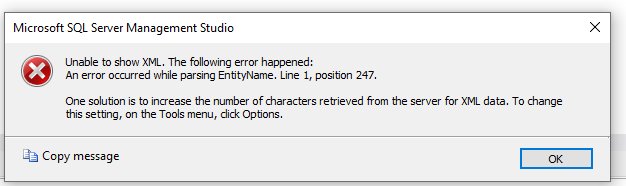 Microsoft SQL Server Management Studio
Unable to show XML. The following error happened:
An error occurred while parsing EntityName. Line 1, position 247.
One solution is to increase the number of characters retrieved from the server for XML data. To change
this setting, on the Tools menu, click Options.
Copy message
OK